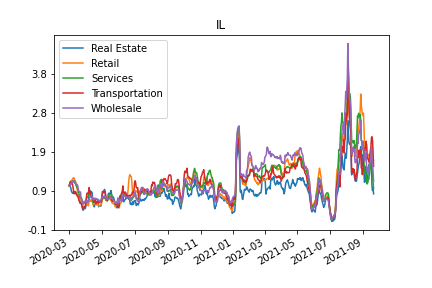 IL
Real Estate
Retail
Services
Transportation
Wholesale
3.8
2.8
1.9
0.9
-0.1
2020-03
2020-05
2020-07
2020-09
2020-11
2021-01
2021-03
2021-05
2021-07
2021-09